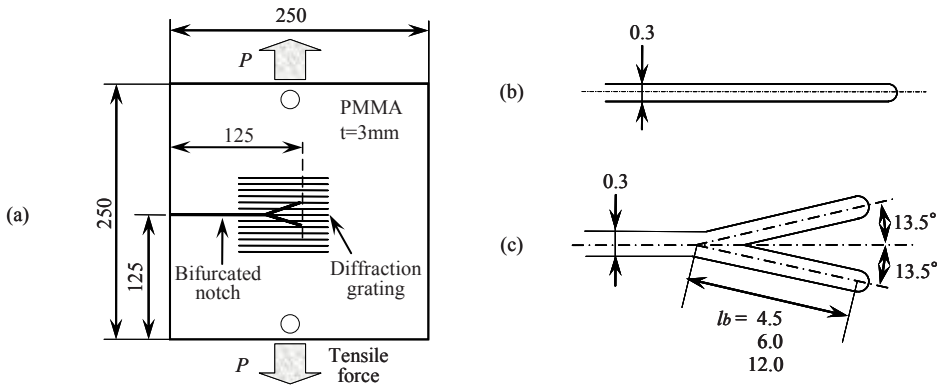 250
P
PMMA
t=3mm
125
250
125
(a)
Bifurcated
notch
Diffraction
grating
P
Tensile
force
(b)
0.3
(c)
0.3
13.5°
13.5°
lb = 4.5
6.0
12.0